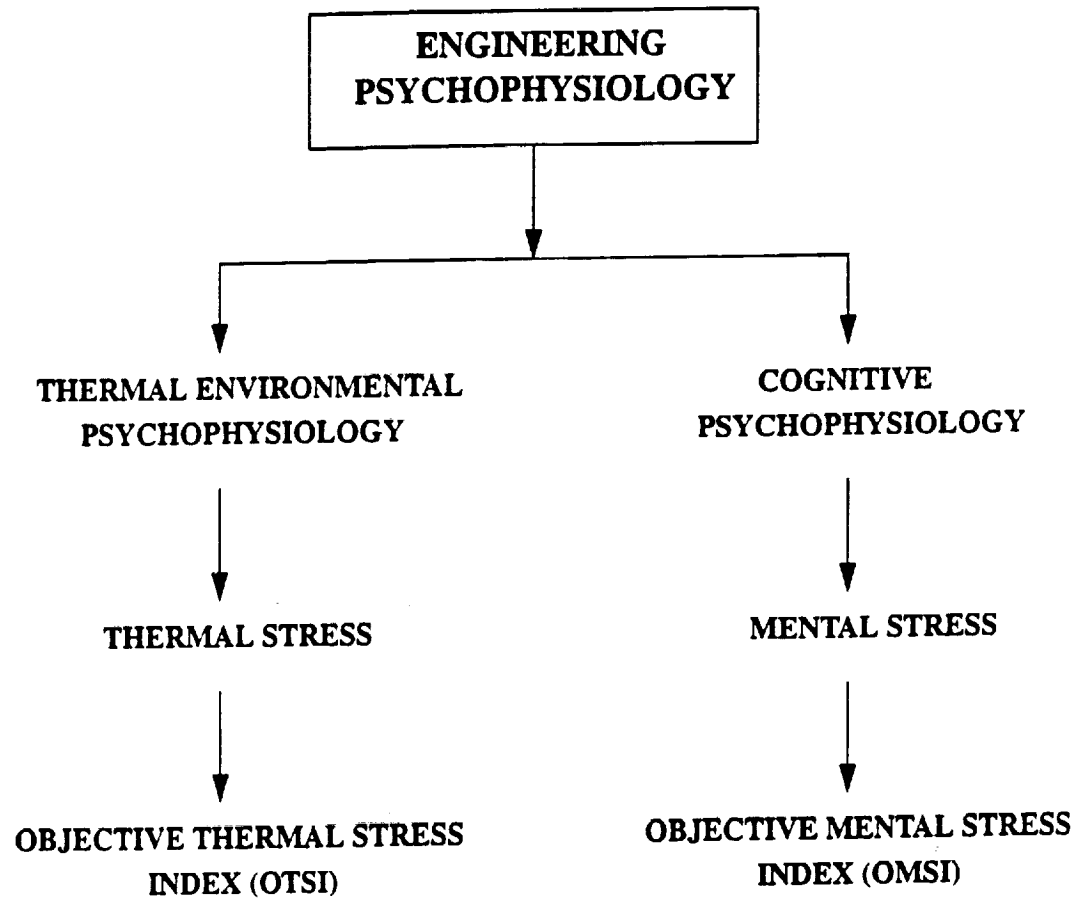 ENGINEERING
PSYCHOPHYSIOLOGY
THERMAL ENVIRONMENTAL
PSYCHOPHYSIOLOGY
COGNITIVE
PSYCHOPHYSIOLOGY
THERMAL STRESS
MENTAL STRESS
OBJECTIVE THERMAL STRESS
INDEX (OTSI)
OBJECTIVE MENTAL STRESS
INDEX (OMSI)